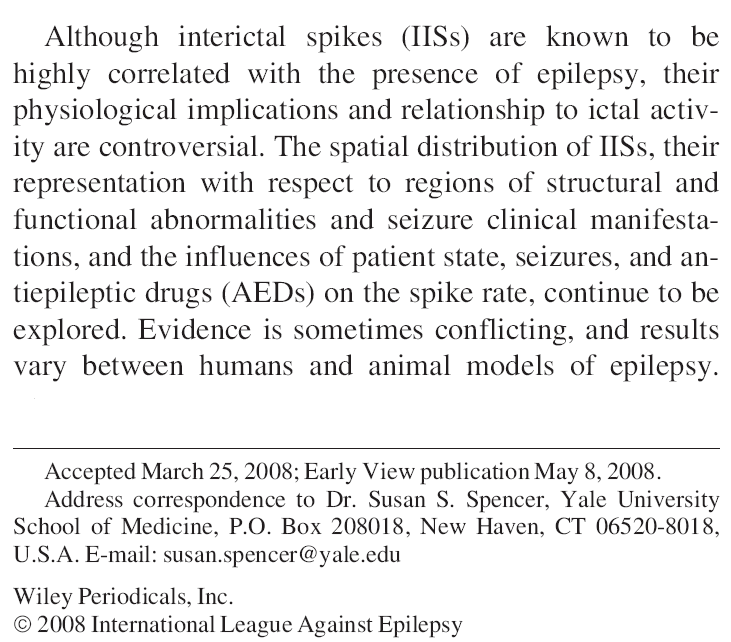 Although interictal spikes (IISs) are known to be
highly correlated with the presence of epilepsy, their
physiological implications and relationship to ictal activ-
ity are controversial. The spatial distribution of IISs, their
representation with respect to regions of structural and
functional abnormalities and seizure clinical manifesta-
tions, and the influences of patient state, seizures, and an-
tiepileptic drugs (AEDs) on the spike rate, continue to be
explored. Evidence is sometimes conflicting, and results
vary between humans and animal models of epilepsy.
Accepted March 25, 2008; Early View publication May 8, 2008.
Address correspondence to Dr. Susan S. Spencer, Yale University
School of Medicine, P.O. Box 208018, New Haven, CT 06520-8018,
U.S.A. E-mail: susan.spencer@yale.edu
Wiley Periodicals, Inc.
© 2008 International League Against Epilepsy